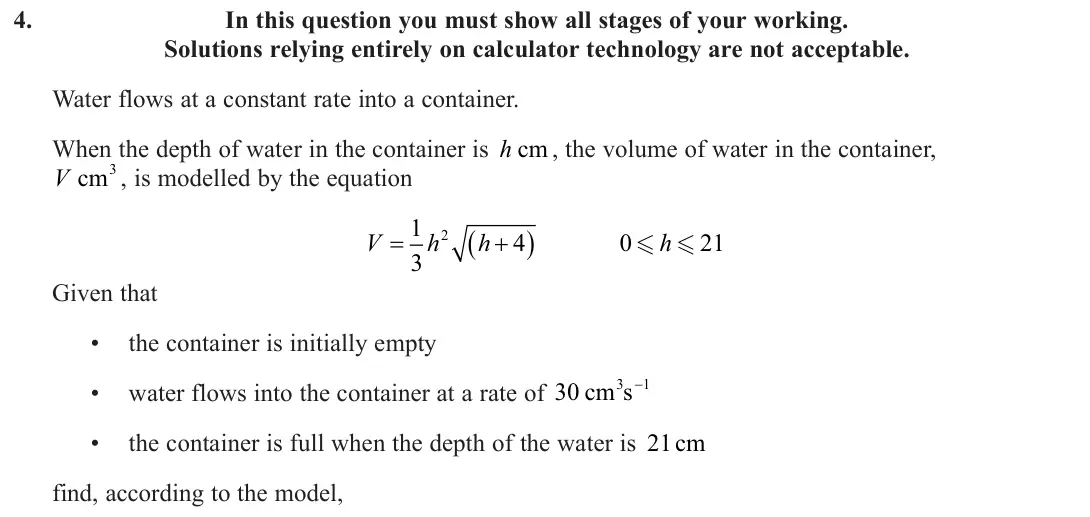 4. In this question you must show all stages of your working.
Solutions relying entirely on calculator technology are not acceptable.
Water flows at a constant rate into a container.
When the depth of water in the container is h cm, the volume of water in the container,
V cm³, is modelled by the equation
V = 1/3 h² √(h+4)    0 ⩽ h ⩽ 21
Given that
• the container is initially empty
• water flows into the container at a rate of 30 cm³s⁻¹
• the container is full when the depth of the water is 21 cm
find, according to the model,